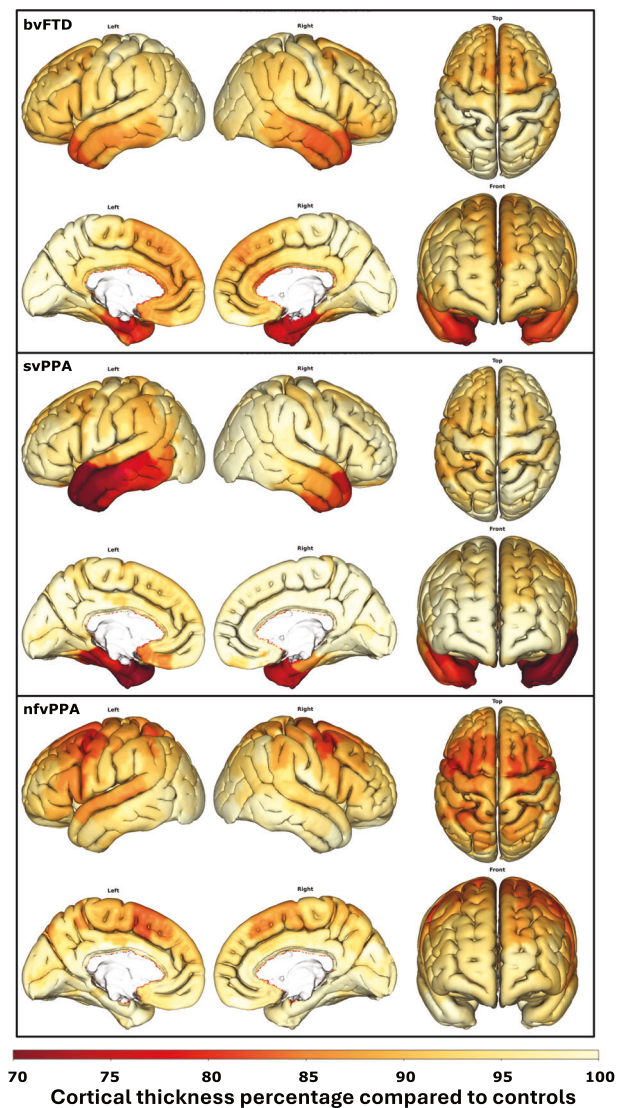 bvFTD
Left
Right
Top
Left
Right
Front
svPPA
Left
Right
Top
Left
Right
Front
nfvPPA
Left
Right
Top
Left
Right
Front
70 75 80 85 90 95 100
Cortical thickness percentage compared to controls